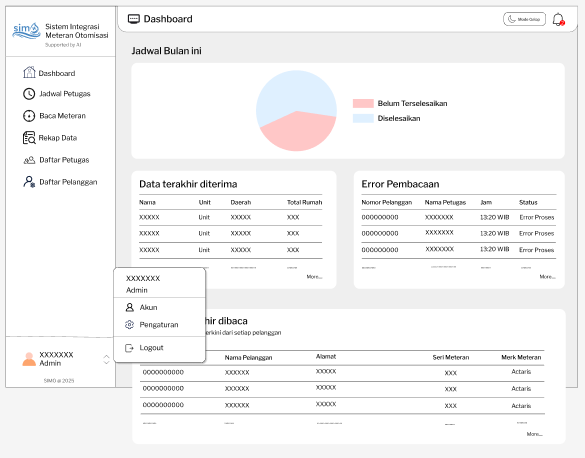 simo
Sistem Integrasi
Meteran Otomisasi
Supported by AI
Dashboard
Jadwal Petugas
Baca Meteran
Rekap Data
Daftar Petugas
Daftar Pelanggan
XXXXXXX
Admin
SIMO ai 2025
Dashboard
Mode Gelap
Jadwal Bulan ini
Belum Terselesaikan
Diselesaikan
Data terakhir diterima
Nama Unit Daerah Total Rumah
XXXXX Unit XXXXX XXX
XXXXX Unit XXXXX XXX
XXXXX Unit XXXXX XXX
More...
Error Pembacaan
Nomor Pelanggan Nama Petugas Jam Status
000000000 XXXXXXX 13:20 WIB Error Proses
000000000 XXXXXXX 13:20 WIB Error Proses
000000000 XXXXXXX 13:20 WIB Error Proses
More...
XXXXXXX
Admin
Akun
Pengaturan
Logout
hir dibaca
erkini dari setiap pelanggan
Nama Pelanggan Alamat Seri Meteran Merk Meteran
0000000000 XXXXXX XXXXX XXX Actaris
0000000000 XXXXXX XXXXX XXX Actaris
0000000000 XXXXXX XXXXX XXX Actaris
More...